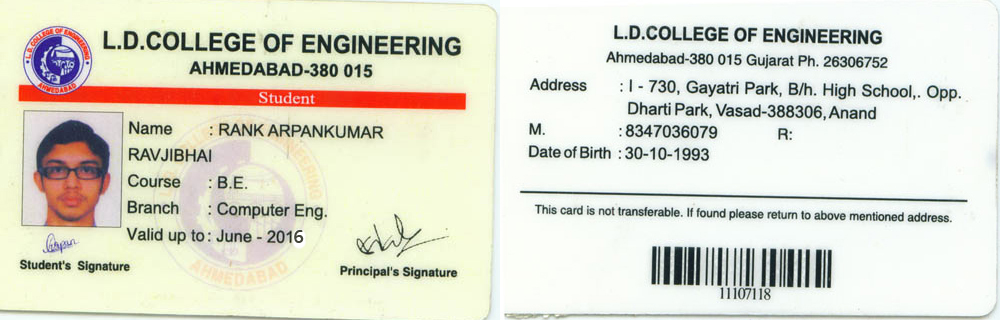 L.D.COLLEGE OF ENGINEERING
AHMEDABAD-380 015
L.D. COLLEGE OF ENGINEERING
AHMEDABAD
Student
Name : RANK ARPANKUMAR
RAVJIBHAI
Course : B.E.
Branch : Computer Eng.
Valid up to : June - 2016
AHMEDABAD
Student's Signature
Principal's Signature
L.D.COLLEGE OF ENGINEERING
Ahmedabad-380 015 Gujarat Ph. 26306752
Address : I - 730, Gayatri Park, B/h. High School,. Opp.
Dharti Park, Vasad-388306, Anand
M. : 8347036079 R:
Date of Birth : 30-10-1993
This card is not transferable. If found please return to above mentioned address.
11107118